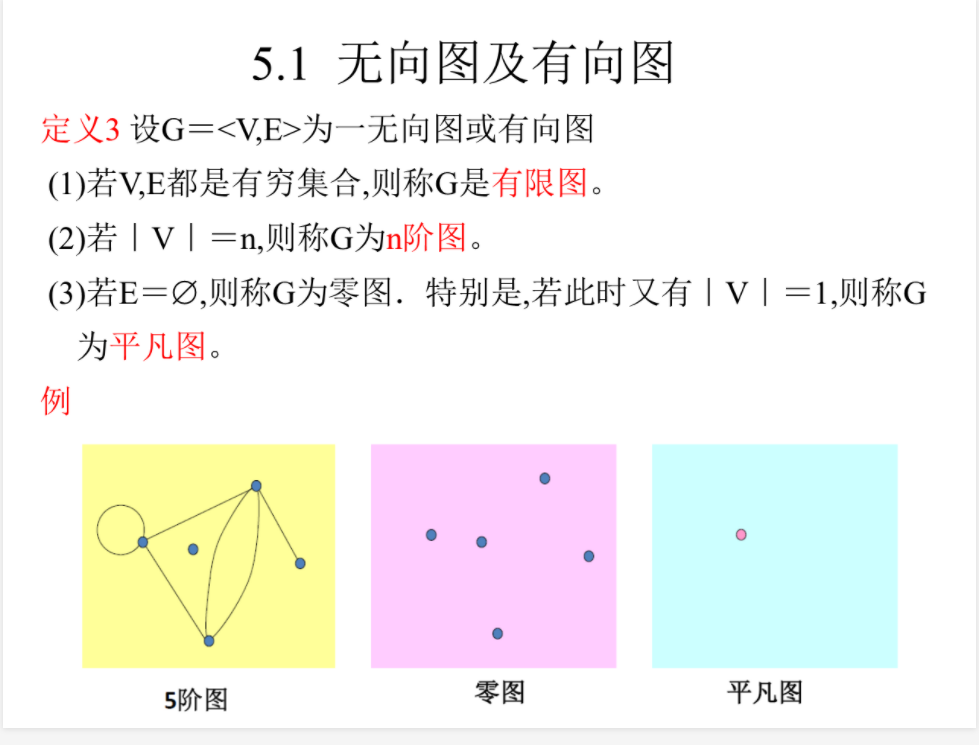 5.1 无向图及有向图
定义3 设G＝<V,E>为一无向图或有向图
(1)若V,E都是有穷集合,则称G是有限图。
(2)若｜V｜＝n,则称G为n阶图。
(3)若E＝∅,则称G为零图．特别是,若此时又有｜V｜＝1,则称G
为平凡图。
例
5阶图
零图
平凡图